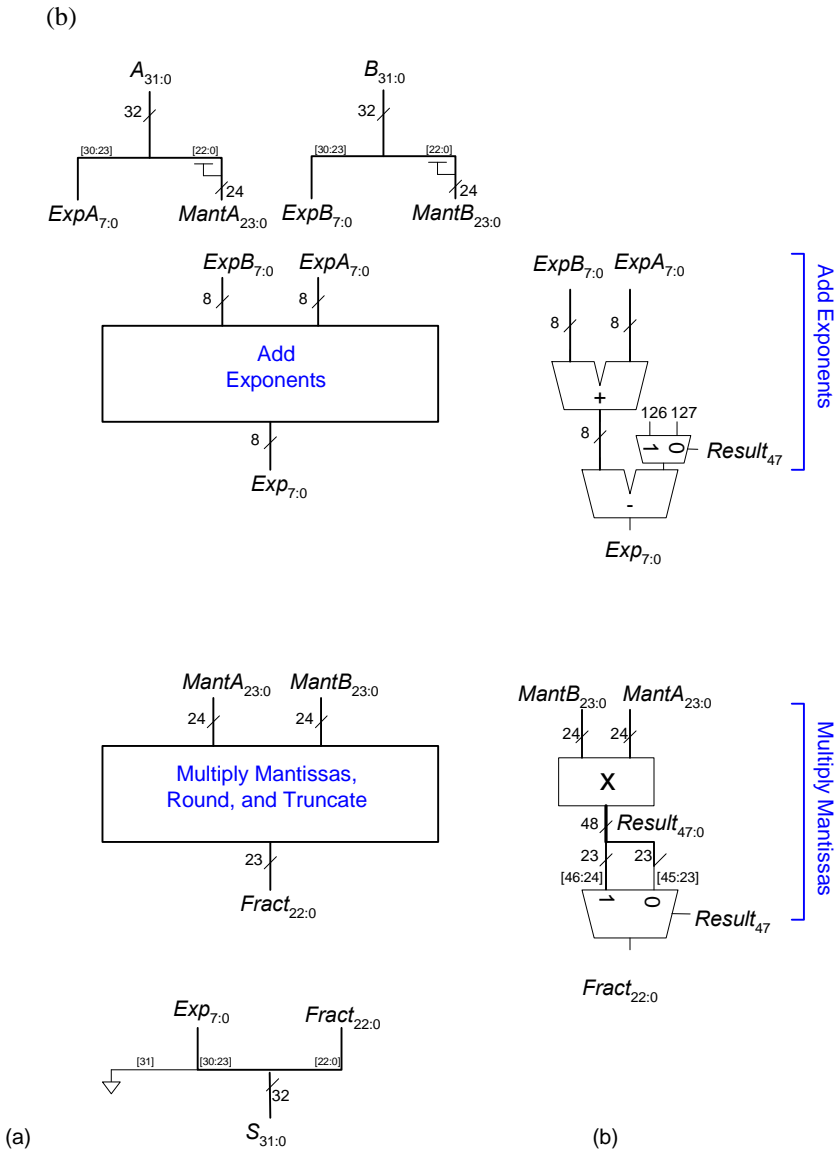 (b)
A31:0
B31:0
32
32
[30:23]
[22:0]
[30:23]
[22:0]
24
24
ExpA7:0
MantA23:0
ExpB7:0
MantB23:0
ExpB7:0
ExpA7:0
8
8
Add
Exponents
8
Exp7:0
ExpB7:0
ExpA7:0
8
8
+
126
127
8
1
0
Result47
-
Exp7:0
Add Exponents
MantA23:0
MantB23:0
24
24
Multiply Mantissas,
Round, and Truncate
23
Fract22:0
MantB23:0
MantA23:0
24
24
X
48
Result47:0
23
23
[46:24]
[45:23]
1
0
Result47
Fract22:0
Multiply Mantissas
Exp7:0
Fract22:0
[31]
[30:23]
[22:0]
32
S31:0
(a)
(b)